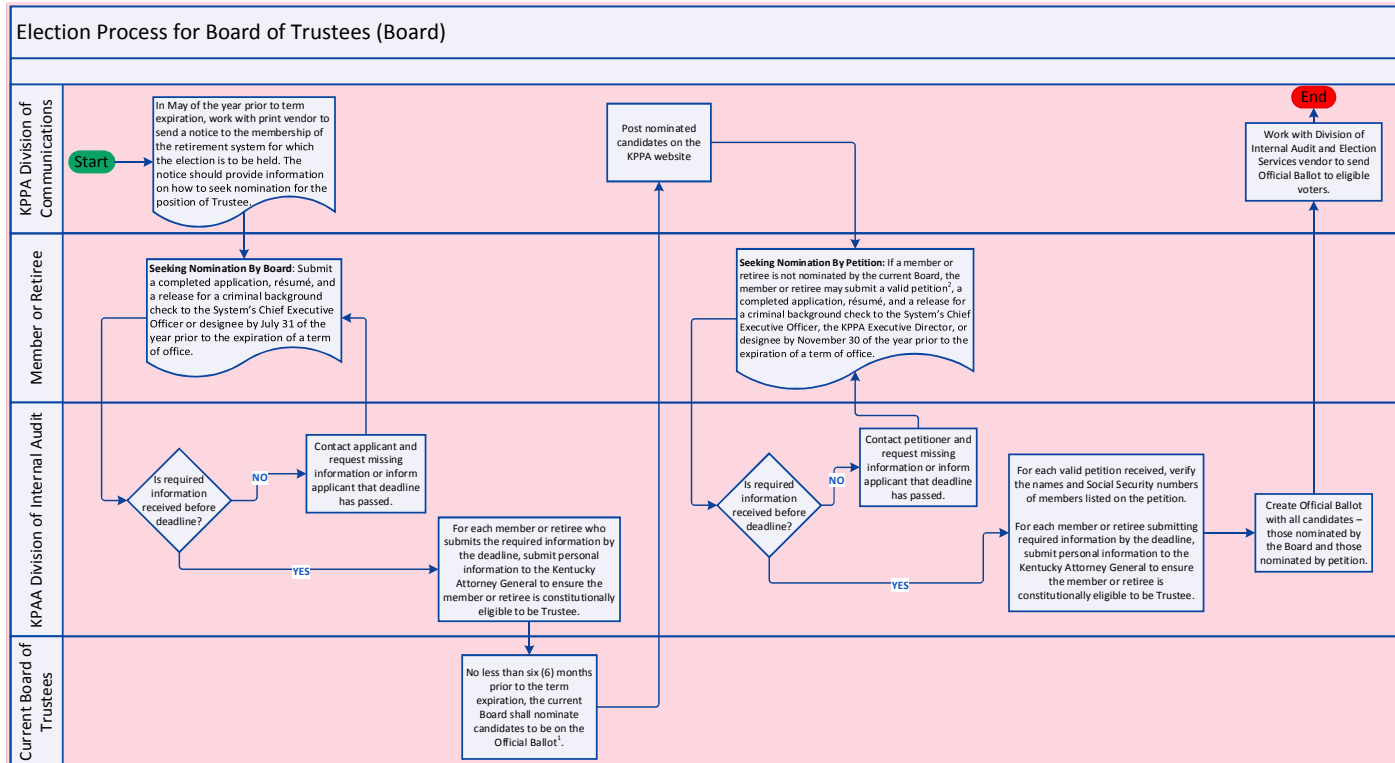 Election Process for Board of Trustees (Board)
KPPA Division of
Communications
Start
In May of the year prior to term
expiration, work with print vendor to
send a notice to the membership of
the retirement system for which
the election is to be held. The
notice should provide information
on how to seek nomination for the
position of Trustee.
Post nominated
candidates on the
KPPA website
End
Work with Division of
Internal Audit and Election
Services vendor to send
Official Ballot to eligible
voters.
Member or Retiree
Seeking Nomination By Board: Submit
a completed application, résumé, and
a release for a criminal background
check to the System’s Chief Executive
Officer or designee by July 31 of the
year prior to the expiration of a term
of office.
Seeking Nomination By Petition: If a member or
retiree is not nominated by the current Board, the
member or retiree may submit a valid petition², a
completed application, résumé, and a release for
a criminal background check to the System’s Chief
Executive Officer, the KPPA Executive Director, or
designee by November 30 of the year prior to the
expiration of a term of office.
KPAA Division of Internal Audit
Is required
information
received before
deadline?
NO
Contact applicant and
request missing
information or inform
applicant that deadline
has passed.
YES
For each member or retiree who
submits the required information by
the deadline, submit personal
information to the Kentucky
Attorney General to ensure the
member or retiree is constitutionally
eligible to be Trustee.
Is required
information
received before
deadline?
NO
Contact petitioner and
request missing
information or inform
applicant that deadline
has passed.
YES
For each valid petition received, verify
the names and Social Security numbers
of members listed on the petition.
For each member or retiree submitting
required information by the deadline,
submit personal information to the
Kentucky Attorney General to ensure
the member or retiree is
constitutionally eligible to be Trustee.
Create Official Ballot
with all candidates –
those nominated by
the Board and those
nominated by petition.
Current Board of
Trustees
No less than six (6) months
prior to the term
expiration, the current
Board shall nominate
candidates to be on the
Official Ballot¹.